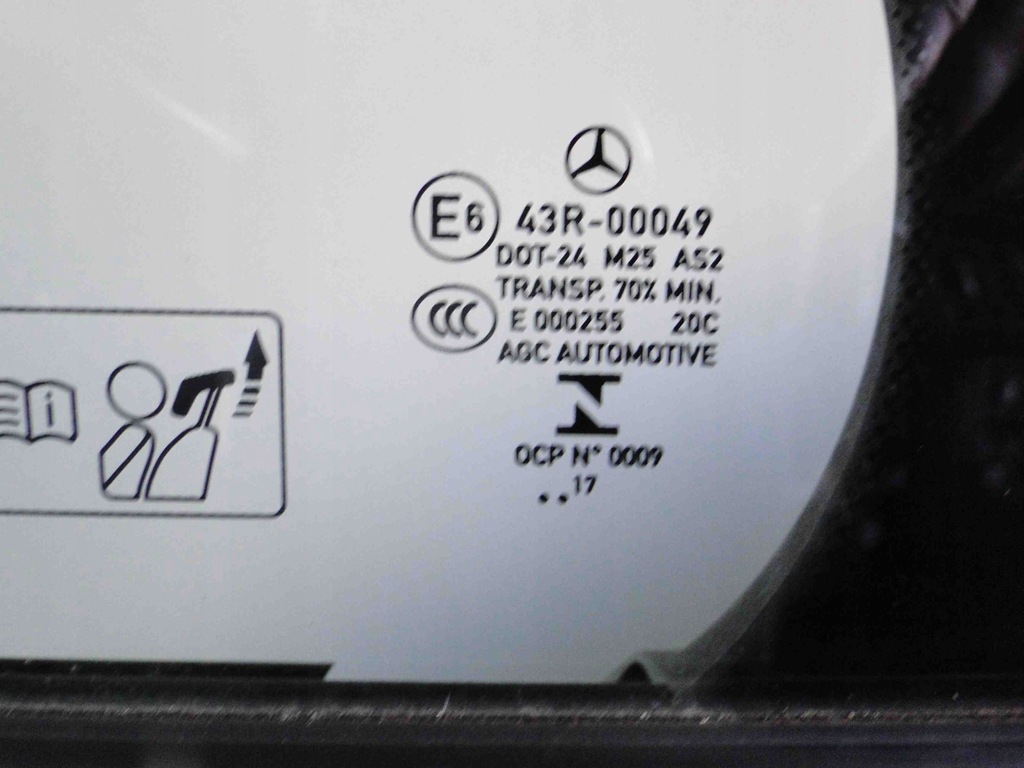 E6 43R-00049
DOT-24 M25 AS2
TRANSP. 70% MIN.
CCC E 000255 20C
AGC AUTOMOTIVE
OCP N° 0009
..17
i